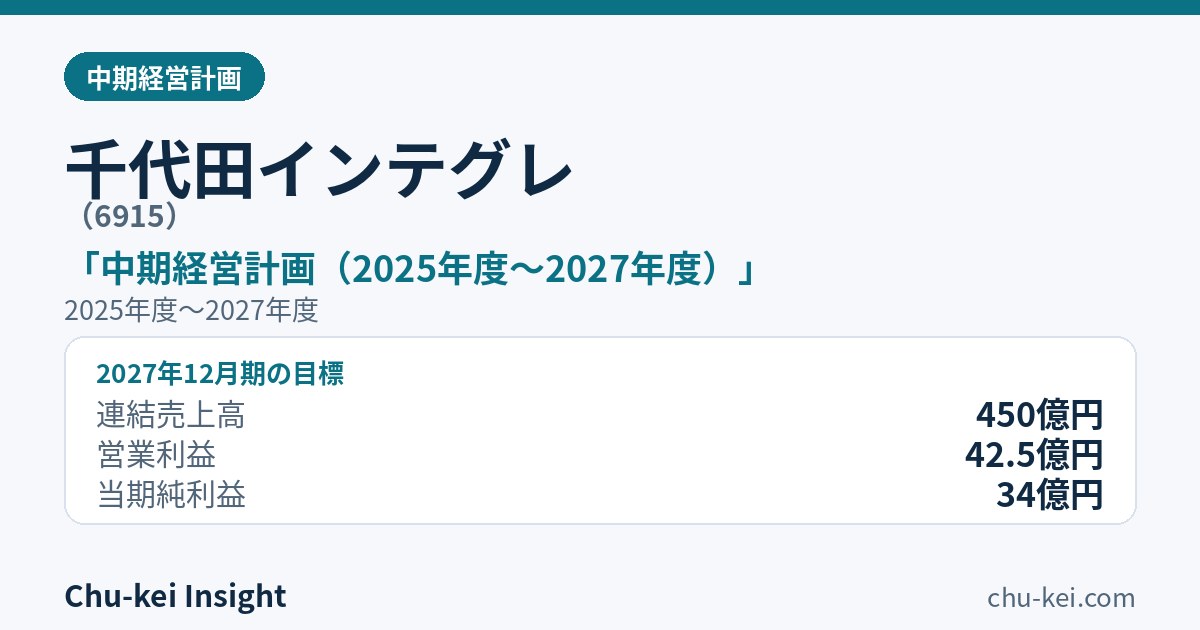 中期経営計画
千代田インテグレ
（6915）
「中期経営計画（2025年度～2027年度）」
2025年度～2027年度
2027年12月期の目標
連結売上高 450億円
営業利益 42.5億円
当期純利益 34億円
Chu-kei Insight chu-kei.com